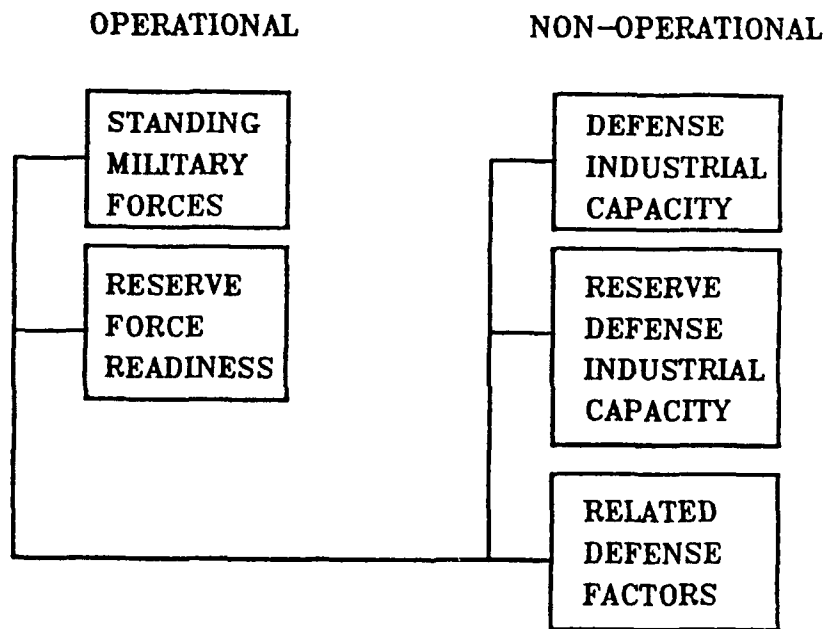 OPERATIONAL
NON-OPERATIONAL
STANDING
MILITARY
FORCES
RESERVE
FORCE
READINESS
DEFENSE
INDUSTRIAL
CAPACITY
RESERVE
DEFENSE
INDUSTRIAL
CAPACITY
RELATED
DEFENSE
FACTORS